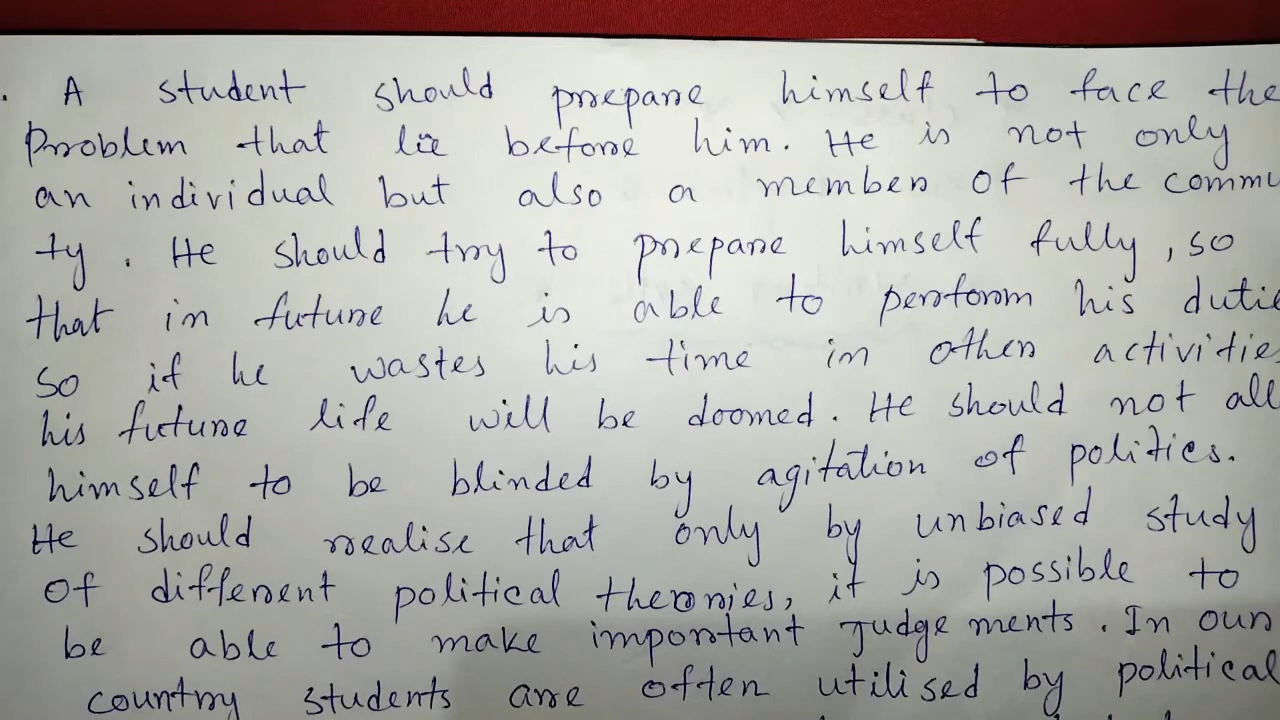 . A student should prepare himself to face the
Problem that lie before him. He is not only
an individual but also a member of the commu
ty. He should try to prepare himself fully, so
that in future he is able to perform his dutie
so if he wastes his time in other activitie
his future life will be doomed. He should not all
himself to be blinded by agitation of politics.
He should realise that only by unbiased study
of different political theories, it is possible to
be able to make important Judgements. In our
country students are often utilised by political